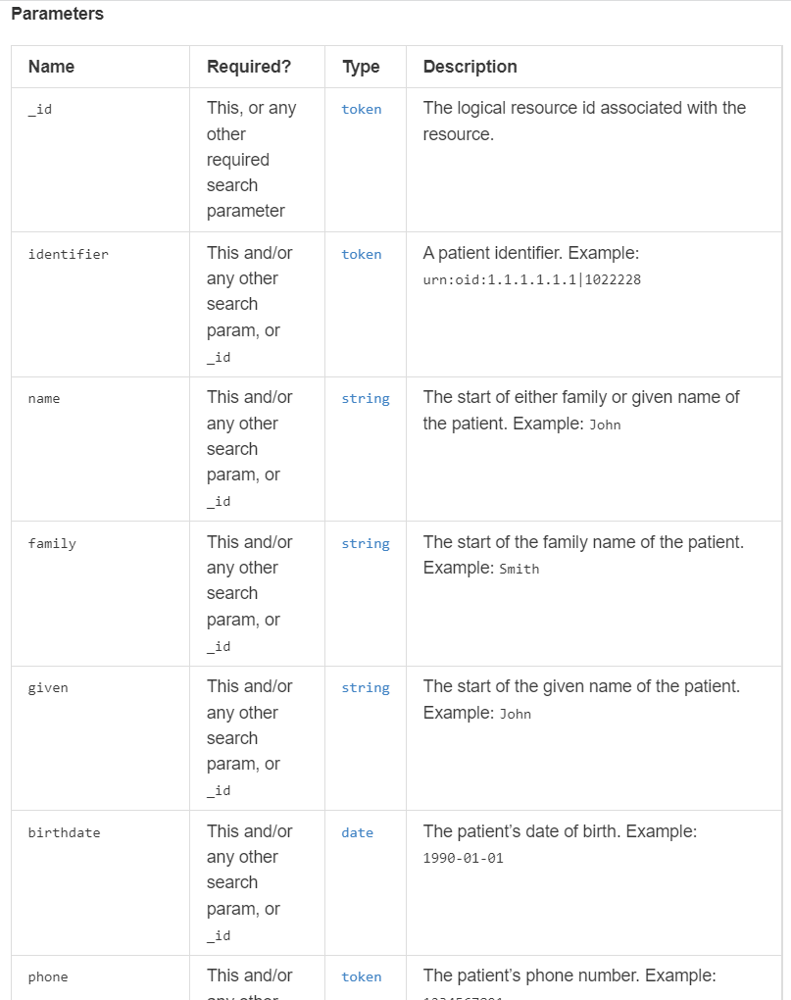 Parameters
Name Required? Type Description
_id This, or any token The logical resource id associated with the
other resource.
required
search
parameter
identifier This and/or token A patient identifier. Example:
any other urn:oid:1.1.1.1.1.1|1022228
search
param, or
_id
name This and/or string The start of either family or given name of
any other the patient. Example: John
search
param, or
_id
family This and/or string The start of the family name of the patient.
any other Example: Smith
search
param, or
_id
given This and/or string The start of the given name of the patient.
any other Example: John
search
param, or
_id
birthdate This and/or date The patient’s date of birth. Example:
any other 1990-01-01
search
param, or
_id
phone This and/or token The patient’s phone number. Example:
any other